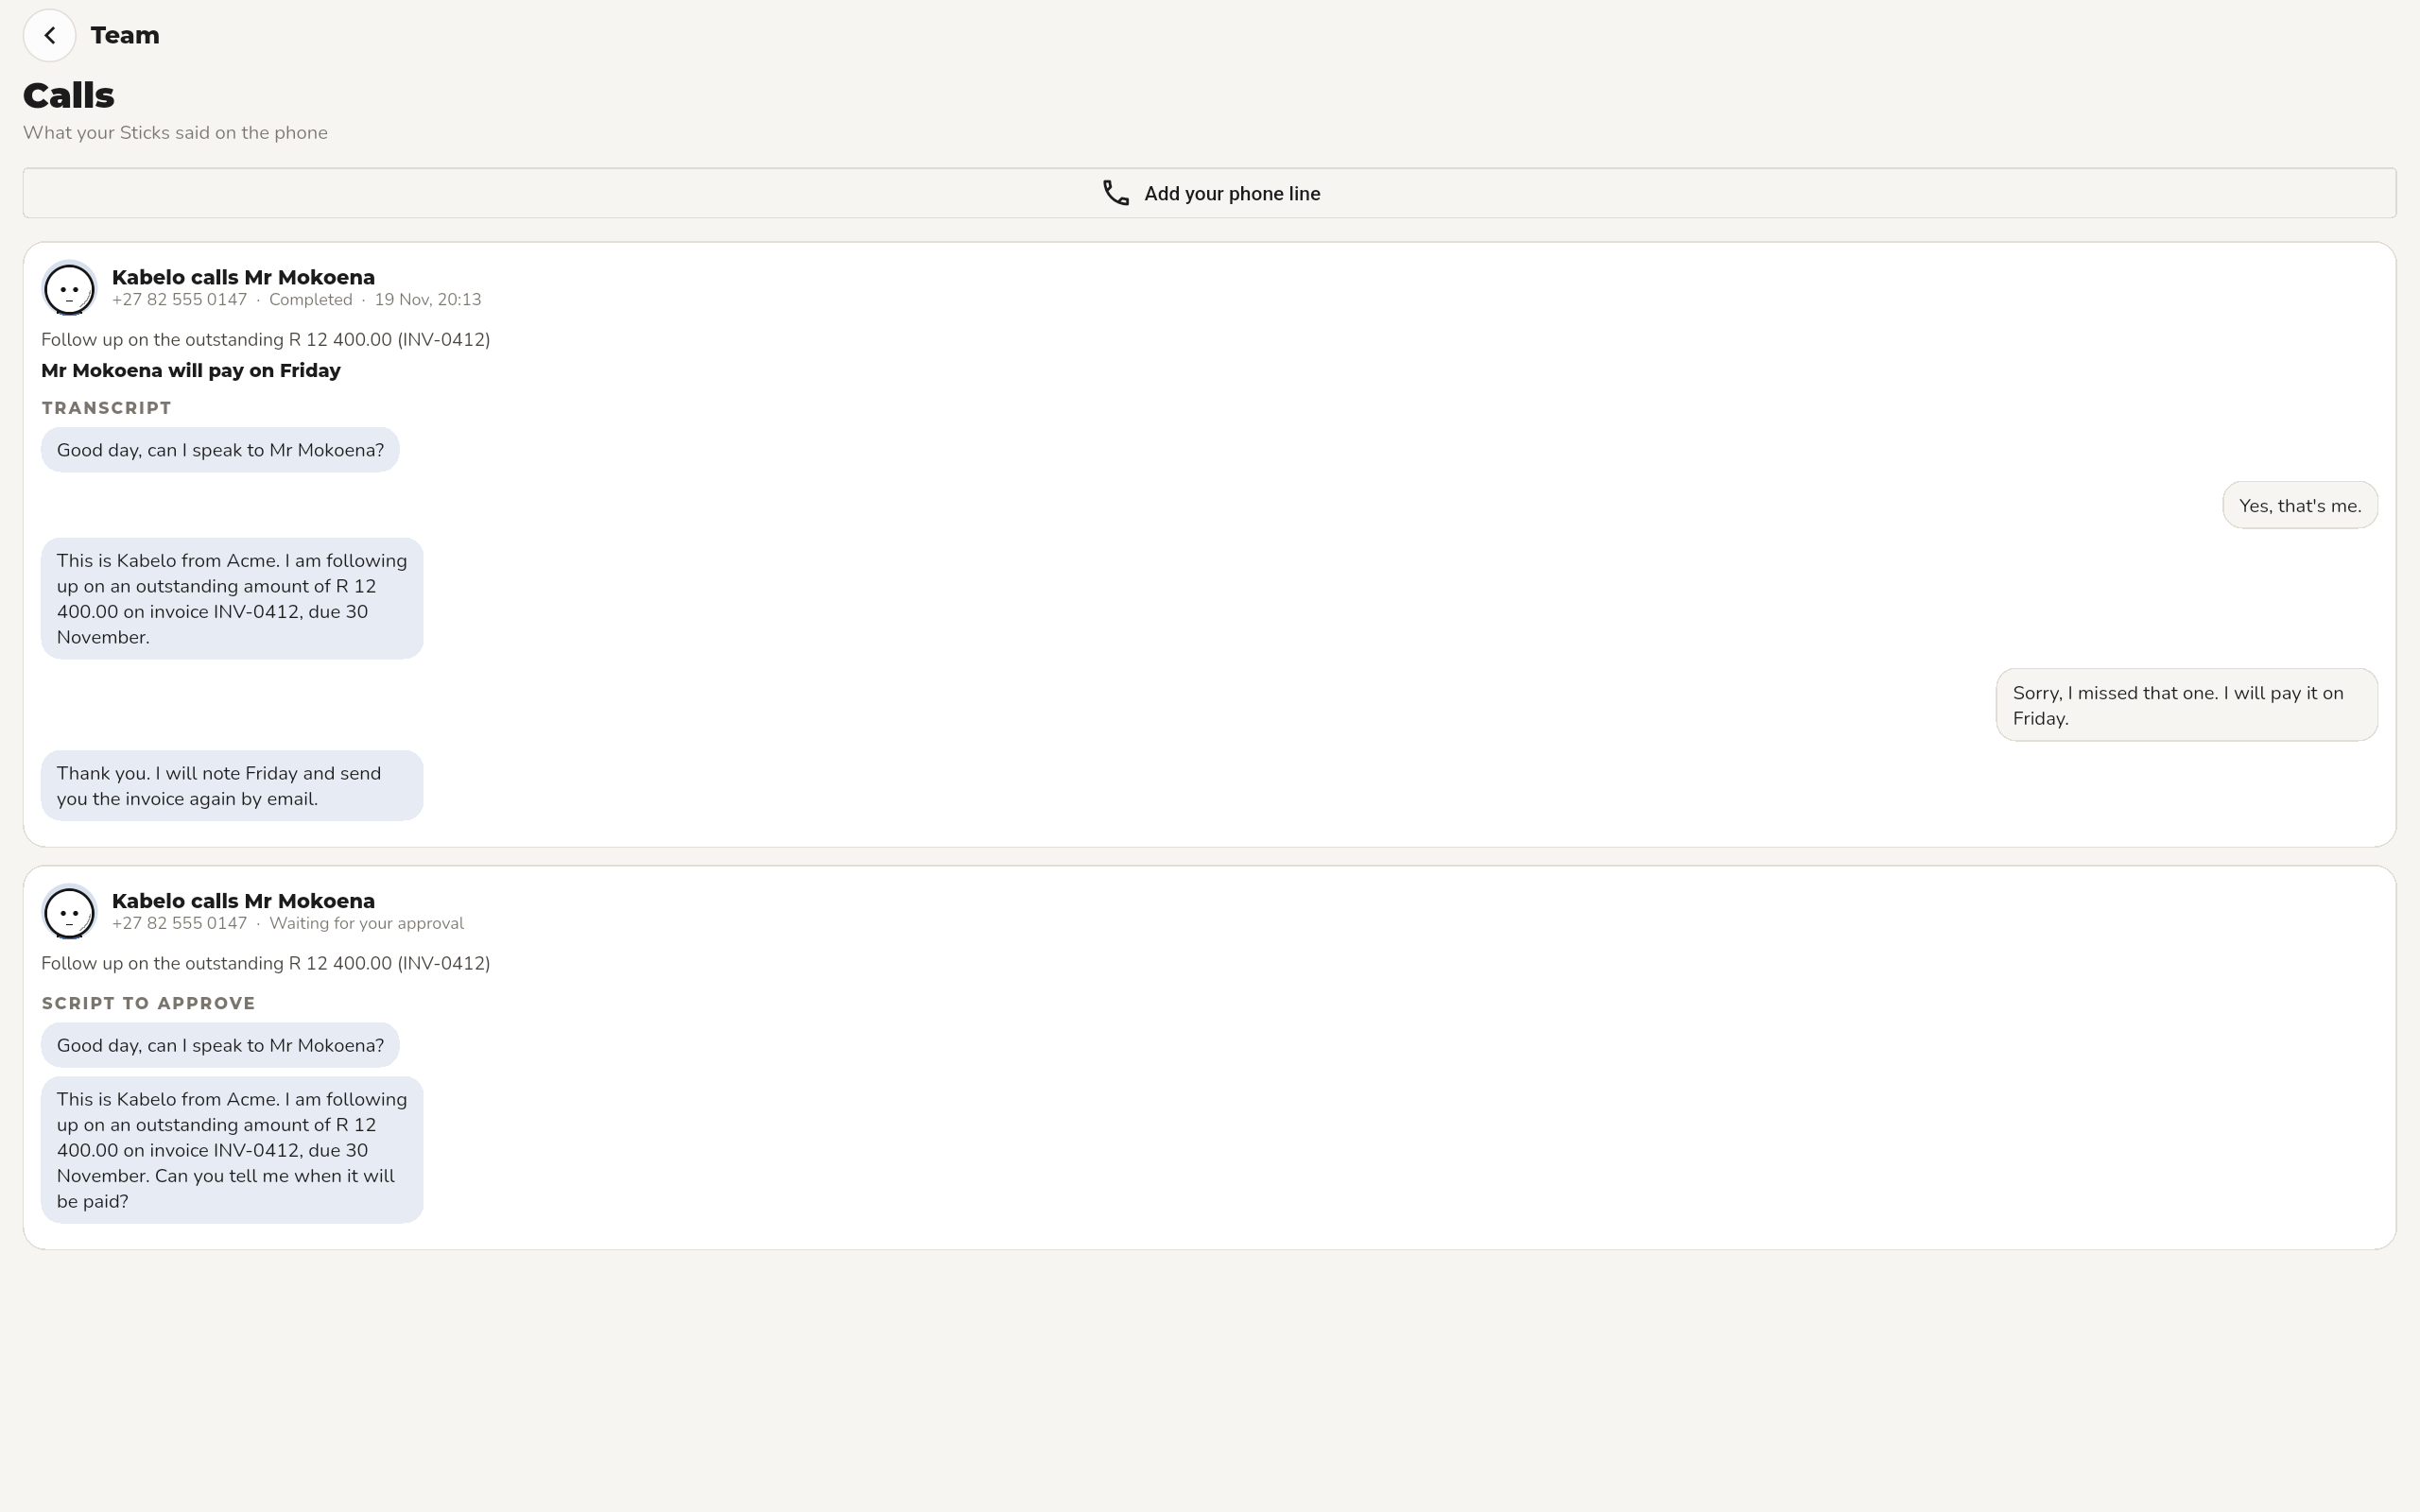 Team
Calls
What your Sticks said on the phone
Add your phone line
Kabelo calls Mr Mokoena
+27 82 555 0147 · Completed · 19 Nov, 20:13
Follow up on the outstanding R 12 400.00 (INV-0412)
Mr Mokoena will pay on Friday
TRANSCRIPT
Good day, can I speak to Mr Mokoena?
Yes, that's me.
This is Kabelo from Acme. I am following
up on an outstanding amount of R 12
400.00 on invoice INV-0412, due 30
November.
Sorry, I missed that one. I will pay it on
Friday.
Thank you. I will note Friday and send
you the invoice again by email.
Kabelo calls Mr Mokoena
+27 82 555 0147 · Waiting for your approval
Follow up on the outstanding R 12 400.00 (INV-0412)
SCRIPT TO APPROVE
Good day, can I speak to Mr Mokoena?
This is Kabelo from Acme. I am following
up on an outstanding amount of R 12
400.00 on invoice INV-0412, due 30
November. Can you tell me when it will
be paid?